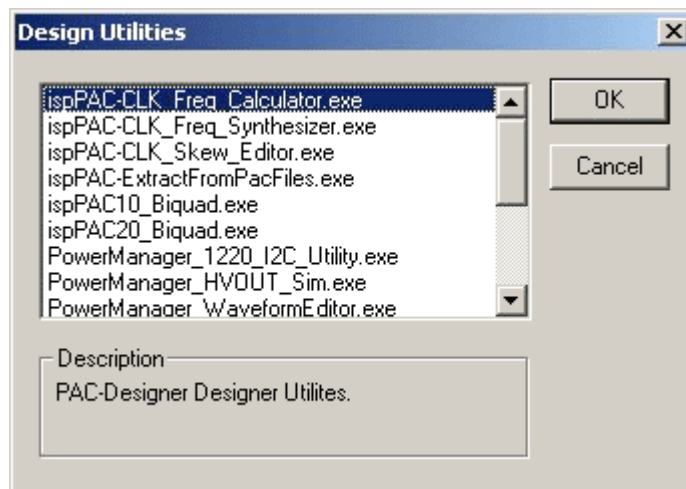 Design Utilities
ispPAC-CLK_Freq_Calculator.exe
ispPAC-CLK_Freq_Synthesizer.exe
ispPAC-CLK_Skew_Editor.exe
ispPAC-ExtractFromPacFiles.exe
ispPAC10_Biquad.exe
ispPAC20_Biquad.exe
PowerManager_1220_I2C_Utility.exe
PowerManager_HVOUT_Sim.exe
PowerManager_WaveformEditor.exe
OK
Cancel
Description
PAC-Designer Designer Utilites.